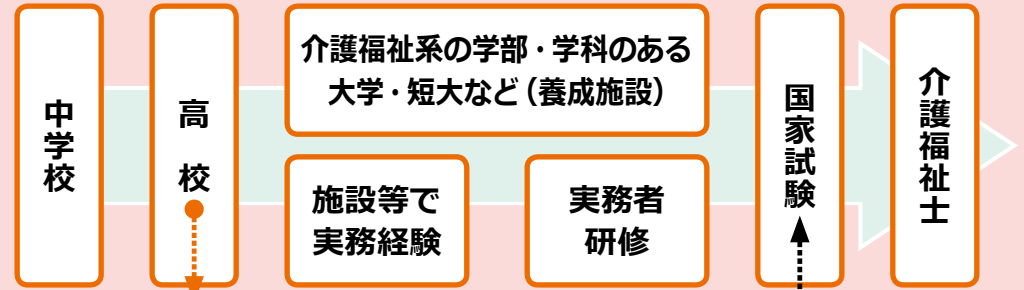 中学校
高校
介護福祉系の学部・学科のある
大学・短大など（養成施設）
施設等で
実務経験
実務者
研修
国家試験
介護福祉士